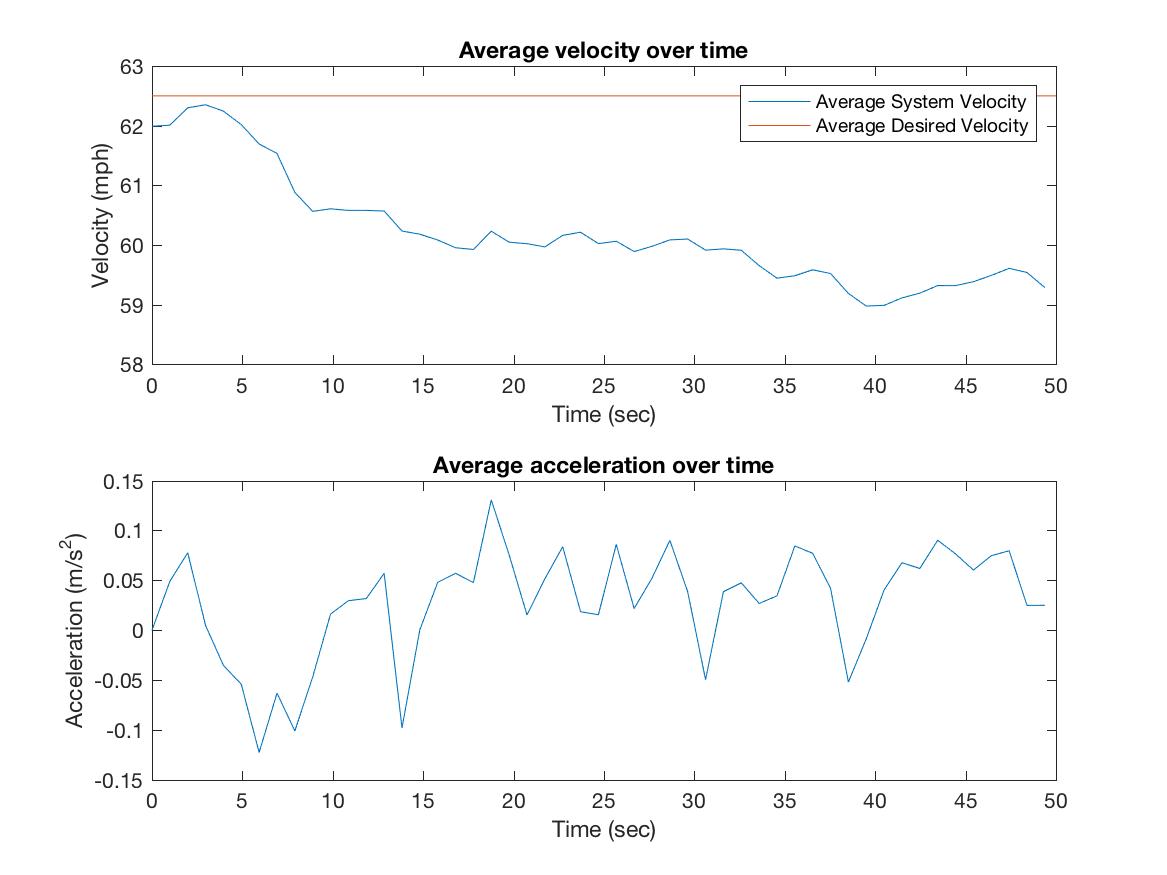 Average velocity over time
63
62
61
60
59
58
Velocity (mph)
Average System Velocity
Average Desired Velocity
0 5 10 15 20 25 30 35 40 45 50
Time (sec)
Average acceleration over time
0.15
0.1
0.05
0
-0.05
-0.1
-0.15
Acceleration (m/s²)
0 5 10 15 20 25 30 35 40 45 50
Time (sec)